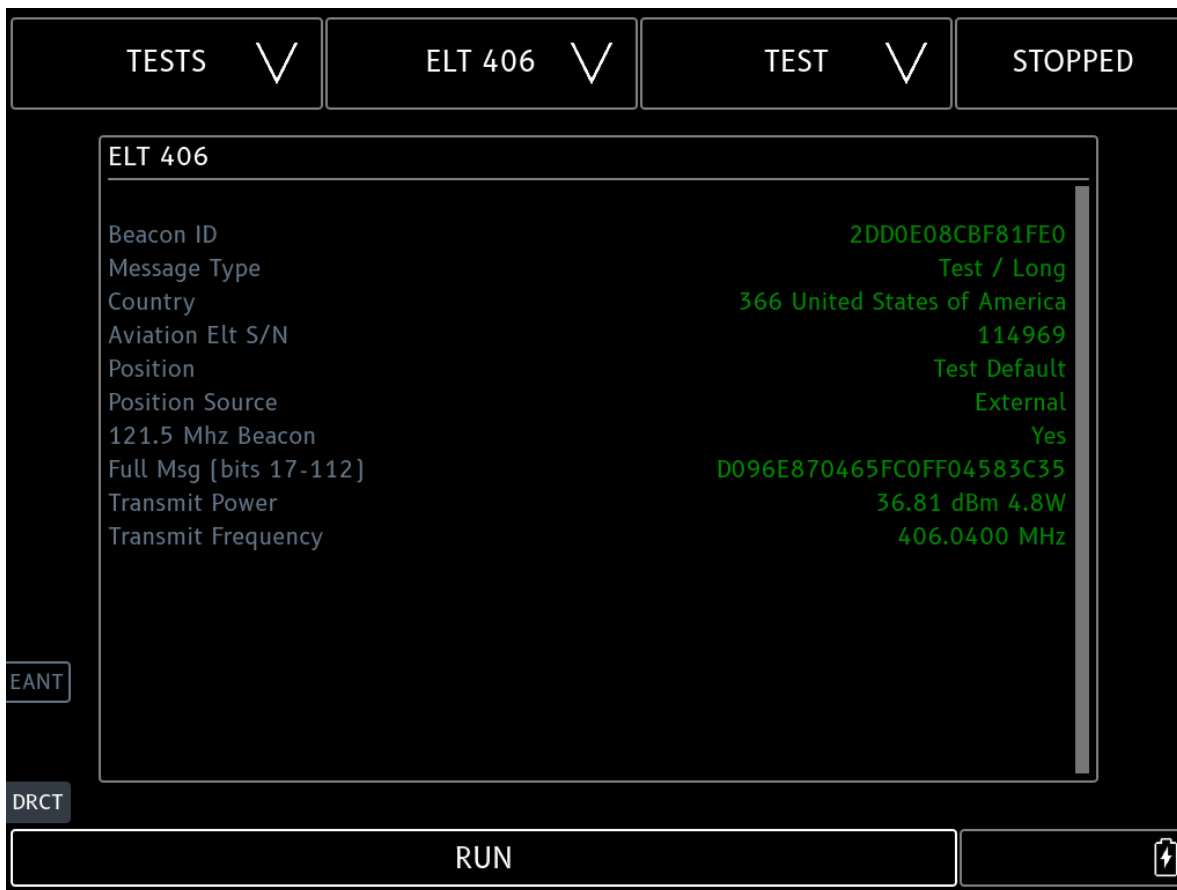 TESTS ELT 406 TEST STOPPED
ELT 406
Beacon ID 2DD0E08CBF81FE0
Message Type Test / Long
Country 366 United States of America
Aviation Elt S/N 114969
Position Test Default
Position Source External
121.5 Mhz Beacon Yes
Full Msg (bits 17-112) D096E870465FC0FF04583C35
Transmit Power 36.81 dBm 4.8W
Transmit Frequency 406.0400 MHz
EANT
DRCT
RUN